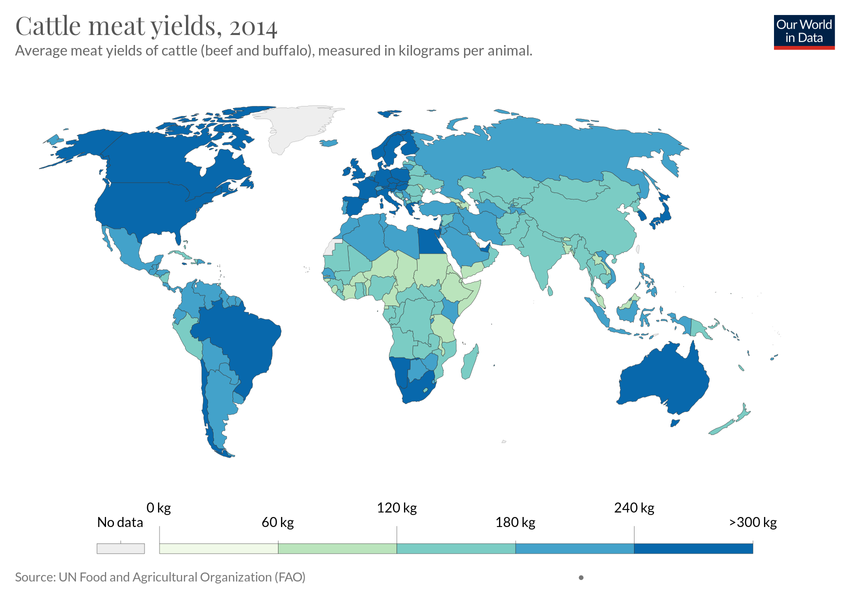 Cattle meat yields, 2014
Average meat yields of cattle (beef and buffalo), measured in kilograms per animal.
Our World
in Data
0 kg
120 kg
240 kg
No data
60 kg
180 kg
>300 kg
Source: UN Food and Agricultural Organization (FAO)